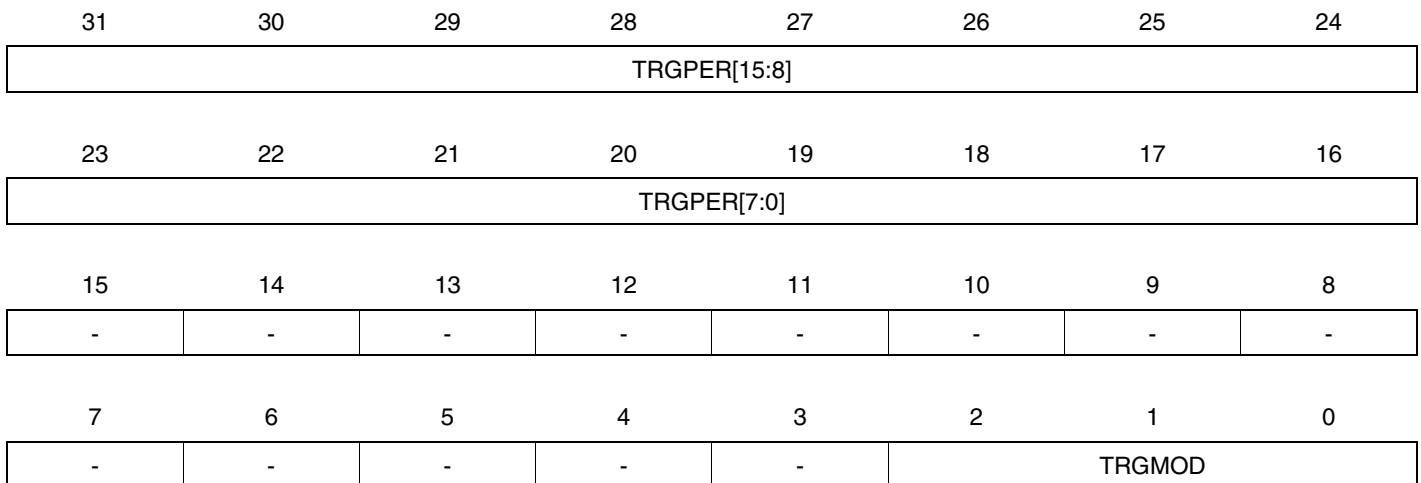 31 30 29 28 27 26 25 24
TRGPER[15:8]
23 22 21 20 19 18 17 16
TRGPER[7:0]
15 14 13 12 11 10 9 8
- - - - - - - -
7 6 5 4 3 2 1 0
- - - - - TRGMOD